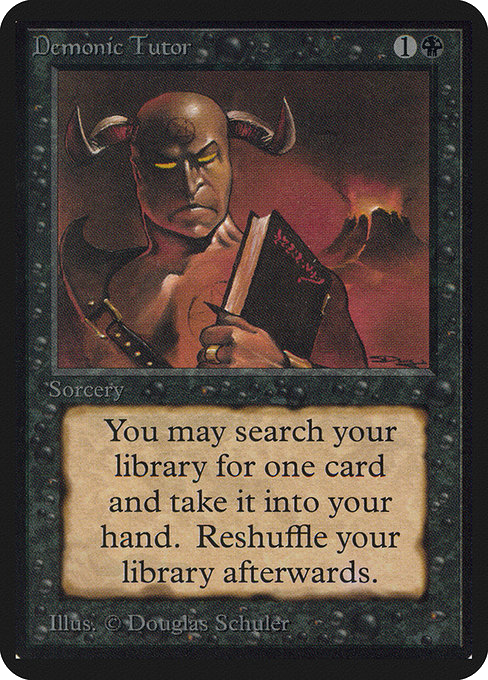 Demonic Tutor 1
Sorcery
You may search your
library for one card
and take it into your
hand. Reshuffle your
library afterwards.
Illus. © Douglas Schuler